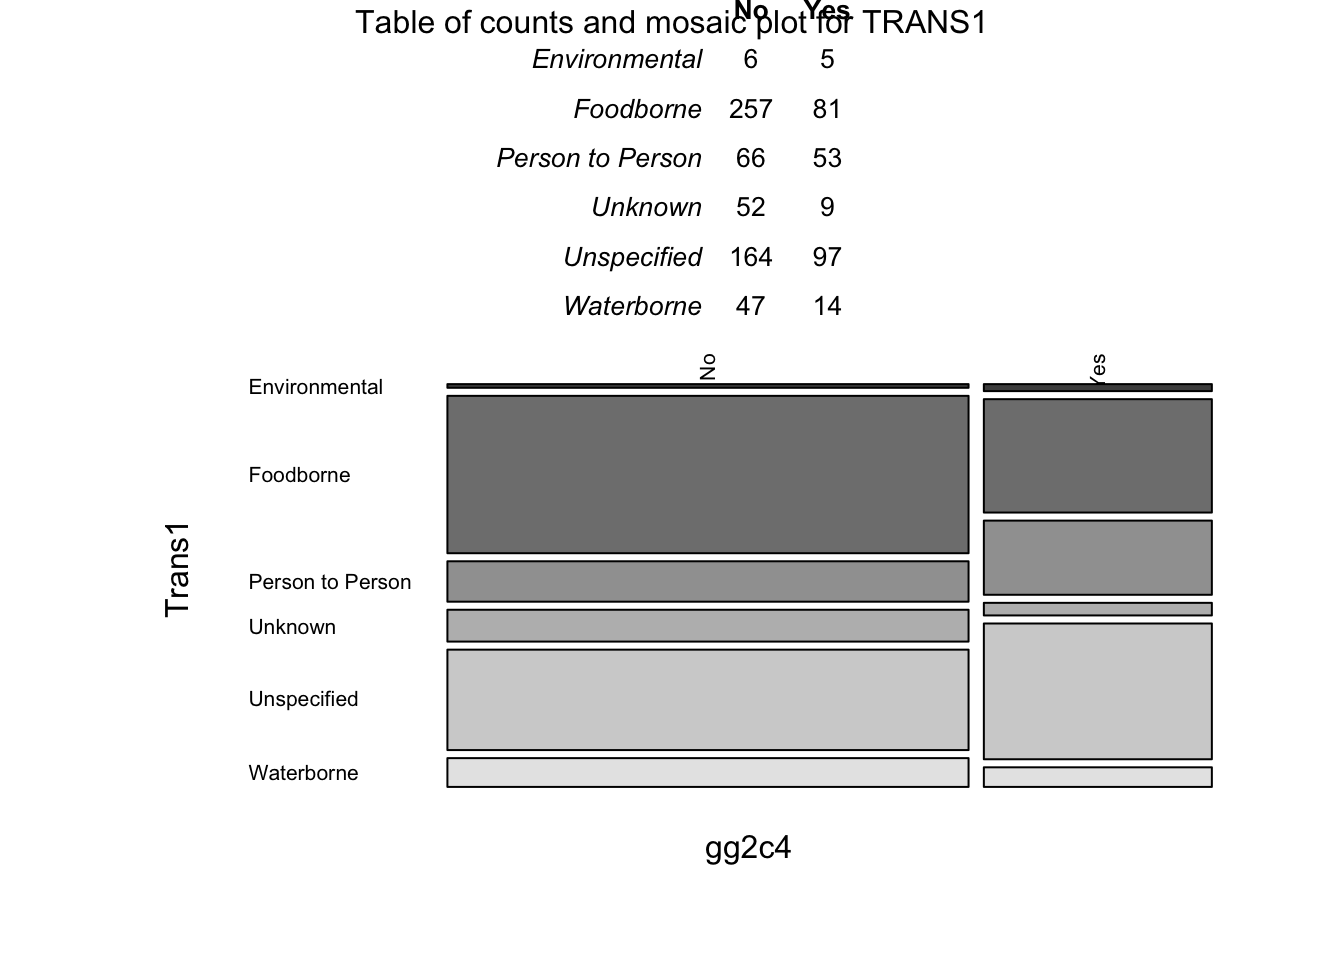 No Yes
Table of counts and mosaic plot for TRANS1
Environmental 6 5
Foodborne 257 81
Person to Person 66 53
Unknown 52 9
Unspecified 164 97
Waterborne 47 14
No Yes
Environmental
Foodborne
Person to Person
Unknown
Unspecified
Waterborne
Trans1
gg2c4